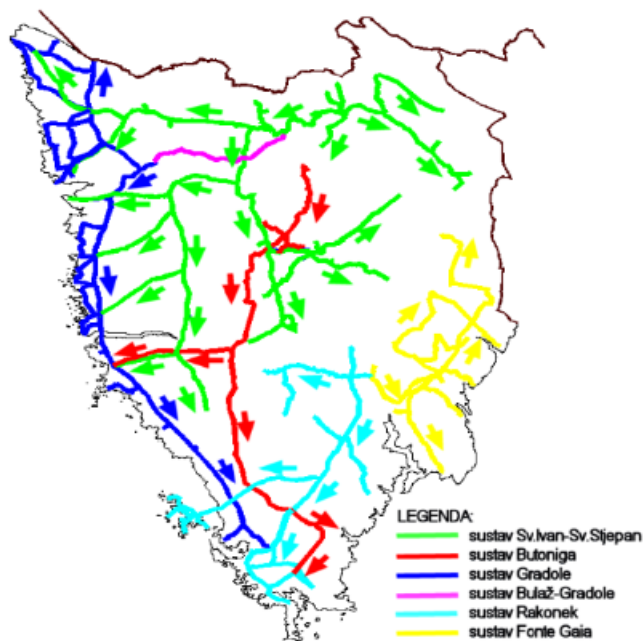 LEGENDA:
sustav Sv.Ivan-Sv.Stjepan
sustav Butoniga
sustav Gradole
sustav Bulaž-Gradole
sustav Rakonek
sustav Fonte Gaia